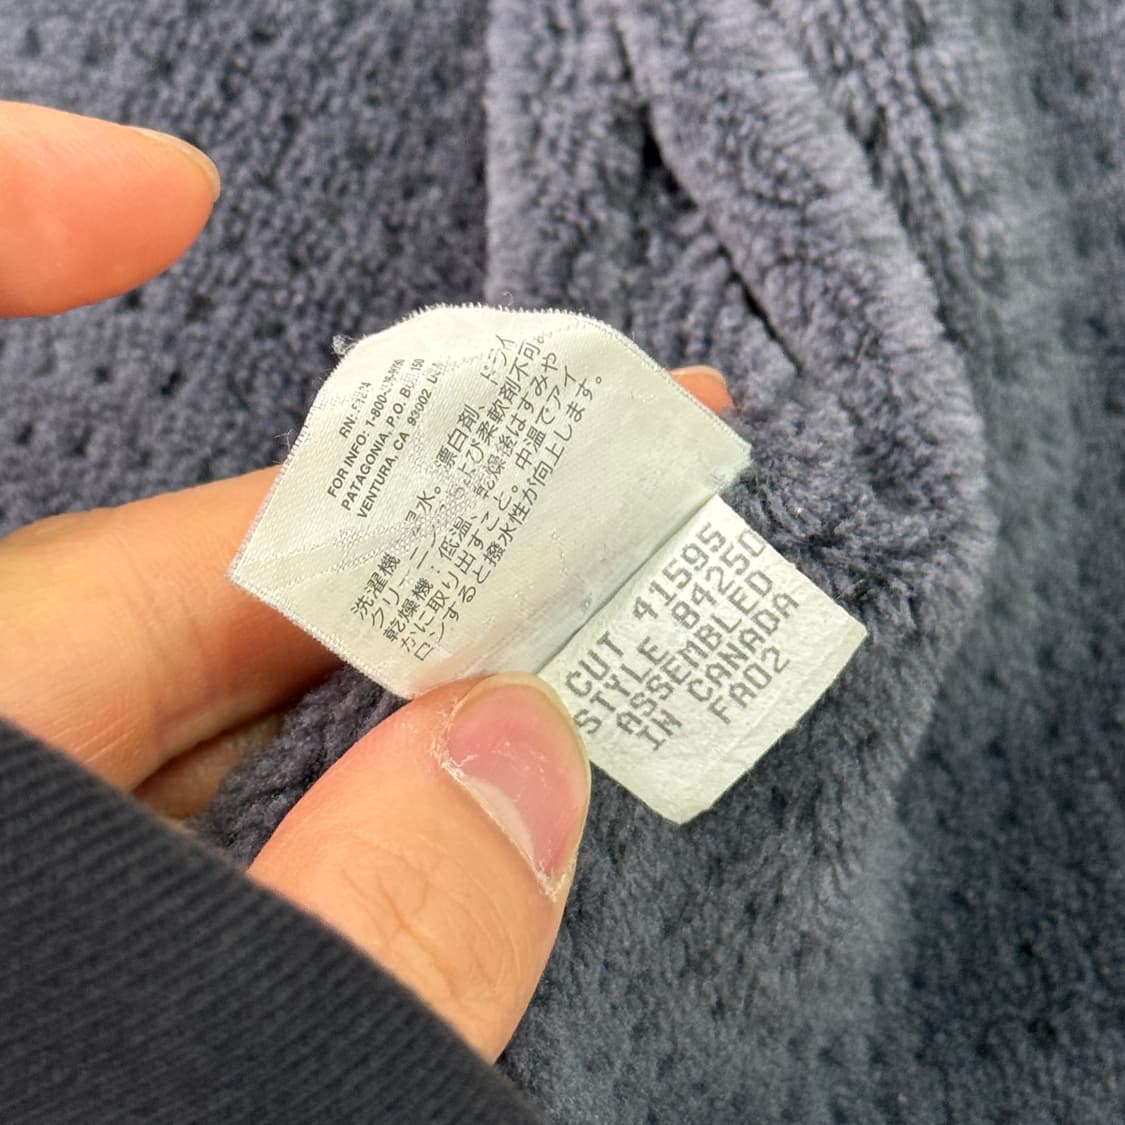 RN: 51874
FOR INFO: 1-800-
PATAGONIA, P.O. B 150
VENTURA, CA 93002 U
洗濯機 水。漂白剤、ドライ
クリーニングおよび柔軟剤不可。
乾燥機:低温、乾燥後はすみや
かに取り出すこと。中温でアイ
ロンすると撥水性が向上します。
CUT 41595
STYLE 84250
ASSEMBLED
IN CANADA
FA02